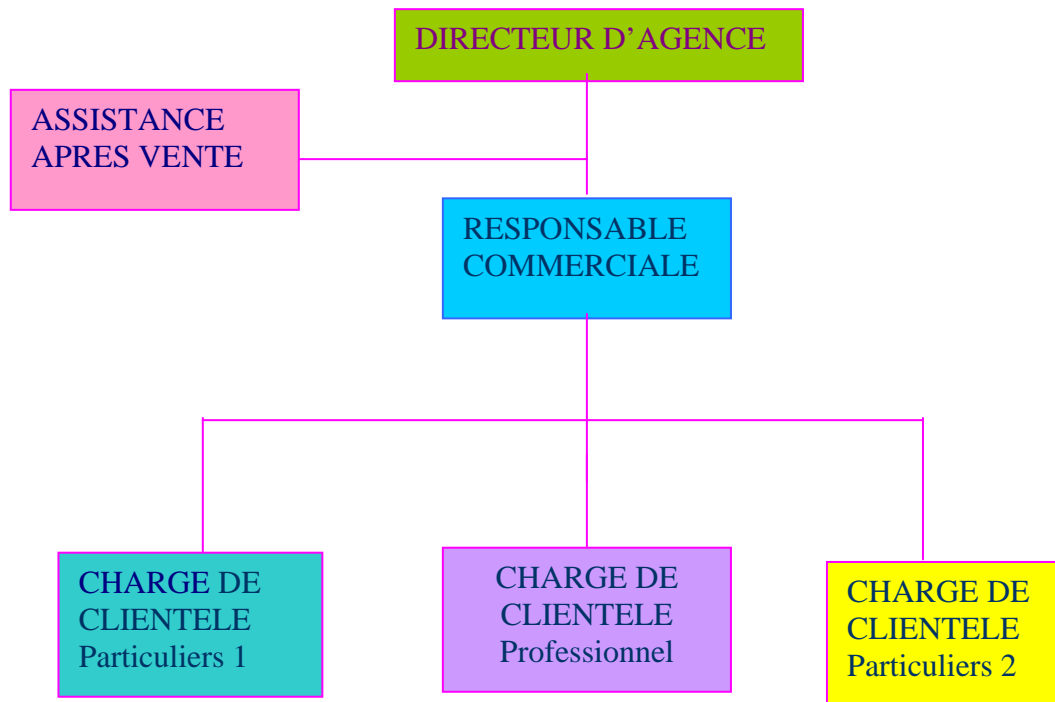 DIRECTEUR D’AGENCE
ASSISTANCE
APRES VENTE
RESPONSABLE
COMMERCIALE
CHARGE DE
CLIENTELE
Particuliers 1
CHARGE DE
CLIENTELE
Professionnel
CHARGE DE
CLIENTELE
Particuliers 2